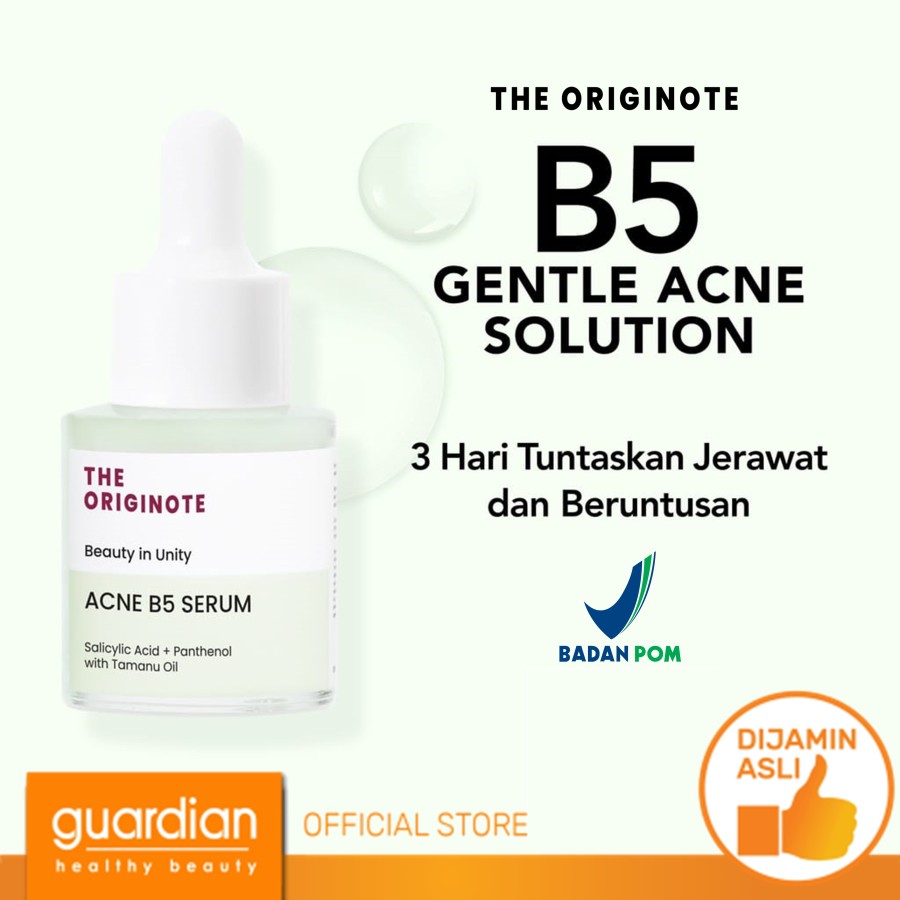 THE ORIGINOTE
B5
GENTLE ACNE
SOLUTION
3 Hari Tuntaskan Jerawat
dan Beruntusan
BADAN POM
THE
ORIGINOTE
Beauty in Unity
ACNE B5 SERUM
Salicylic Acid + Panthenol
with Tamanu Oil
DIJAMIN
ASLI
guardian
healthy beauty
OFFICIAL STORE